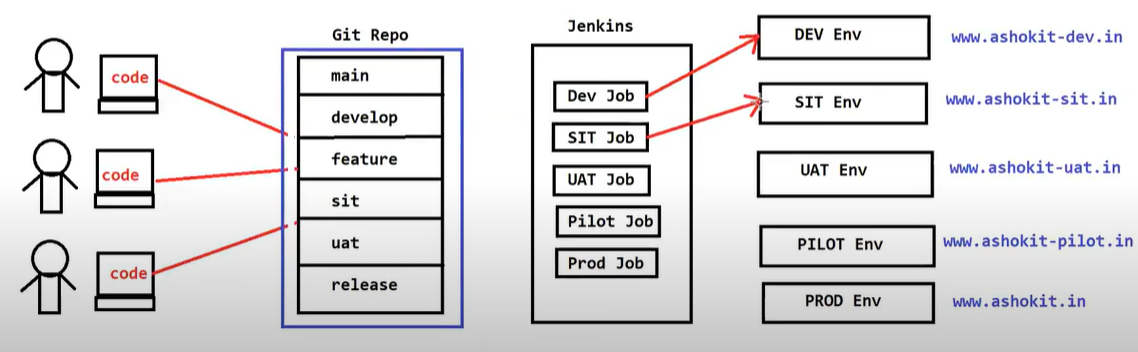 code
code
code
Git Repo
main
develop
feature
sit
uat
release
Jenkins
Dev Job
SIT Job
UAT Job
Pilot Job
Prod Job
DEV Env
www.ashokit-dev.in
SIT Env
www.ashokit-sit.in
UAT Env
www.ashokit-uat.in
PILOT Env
www.ashokit-pilot.in
PROD Env
www.ashokit.in